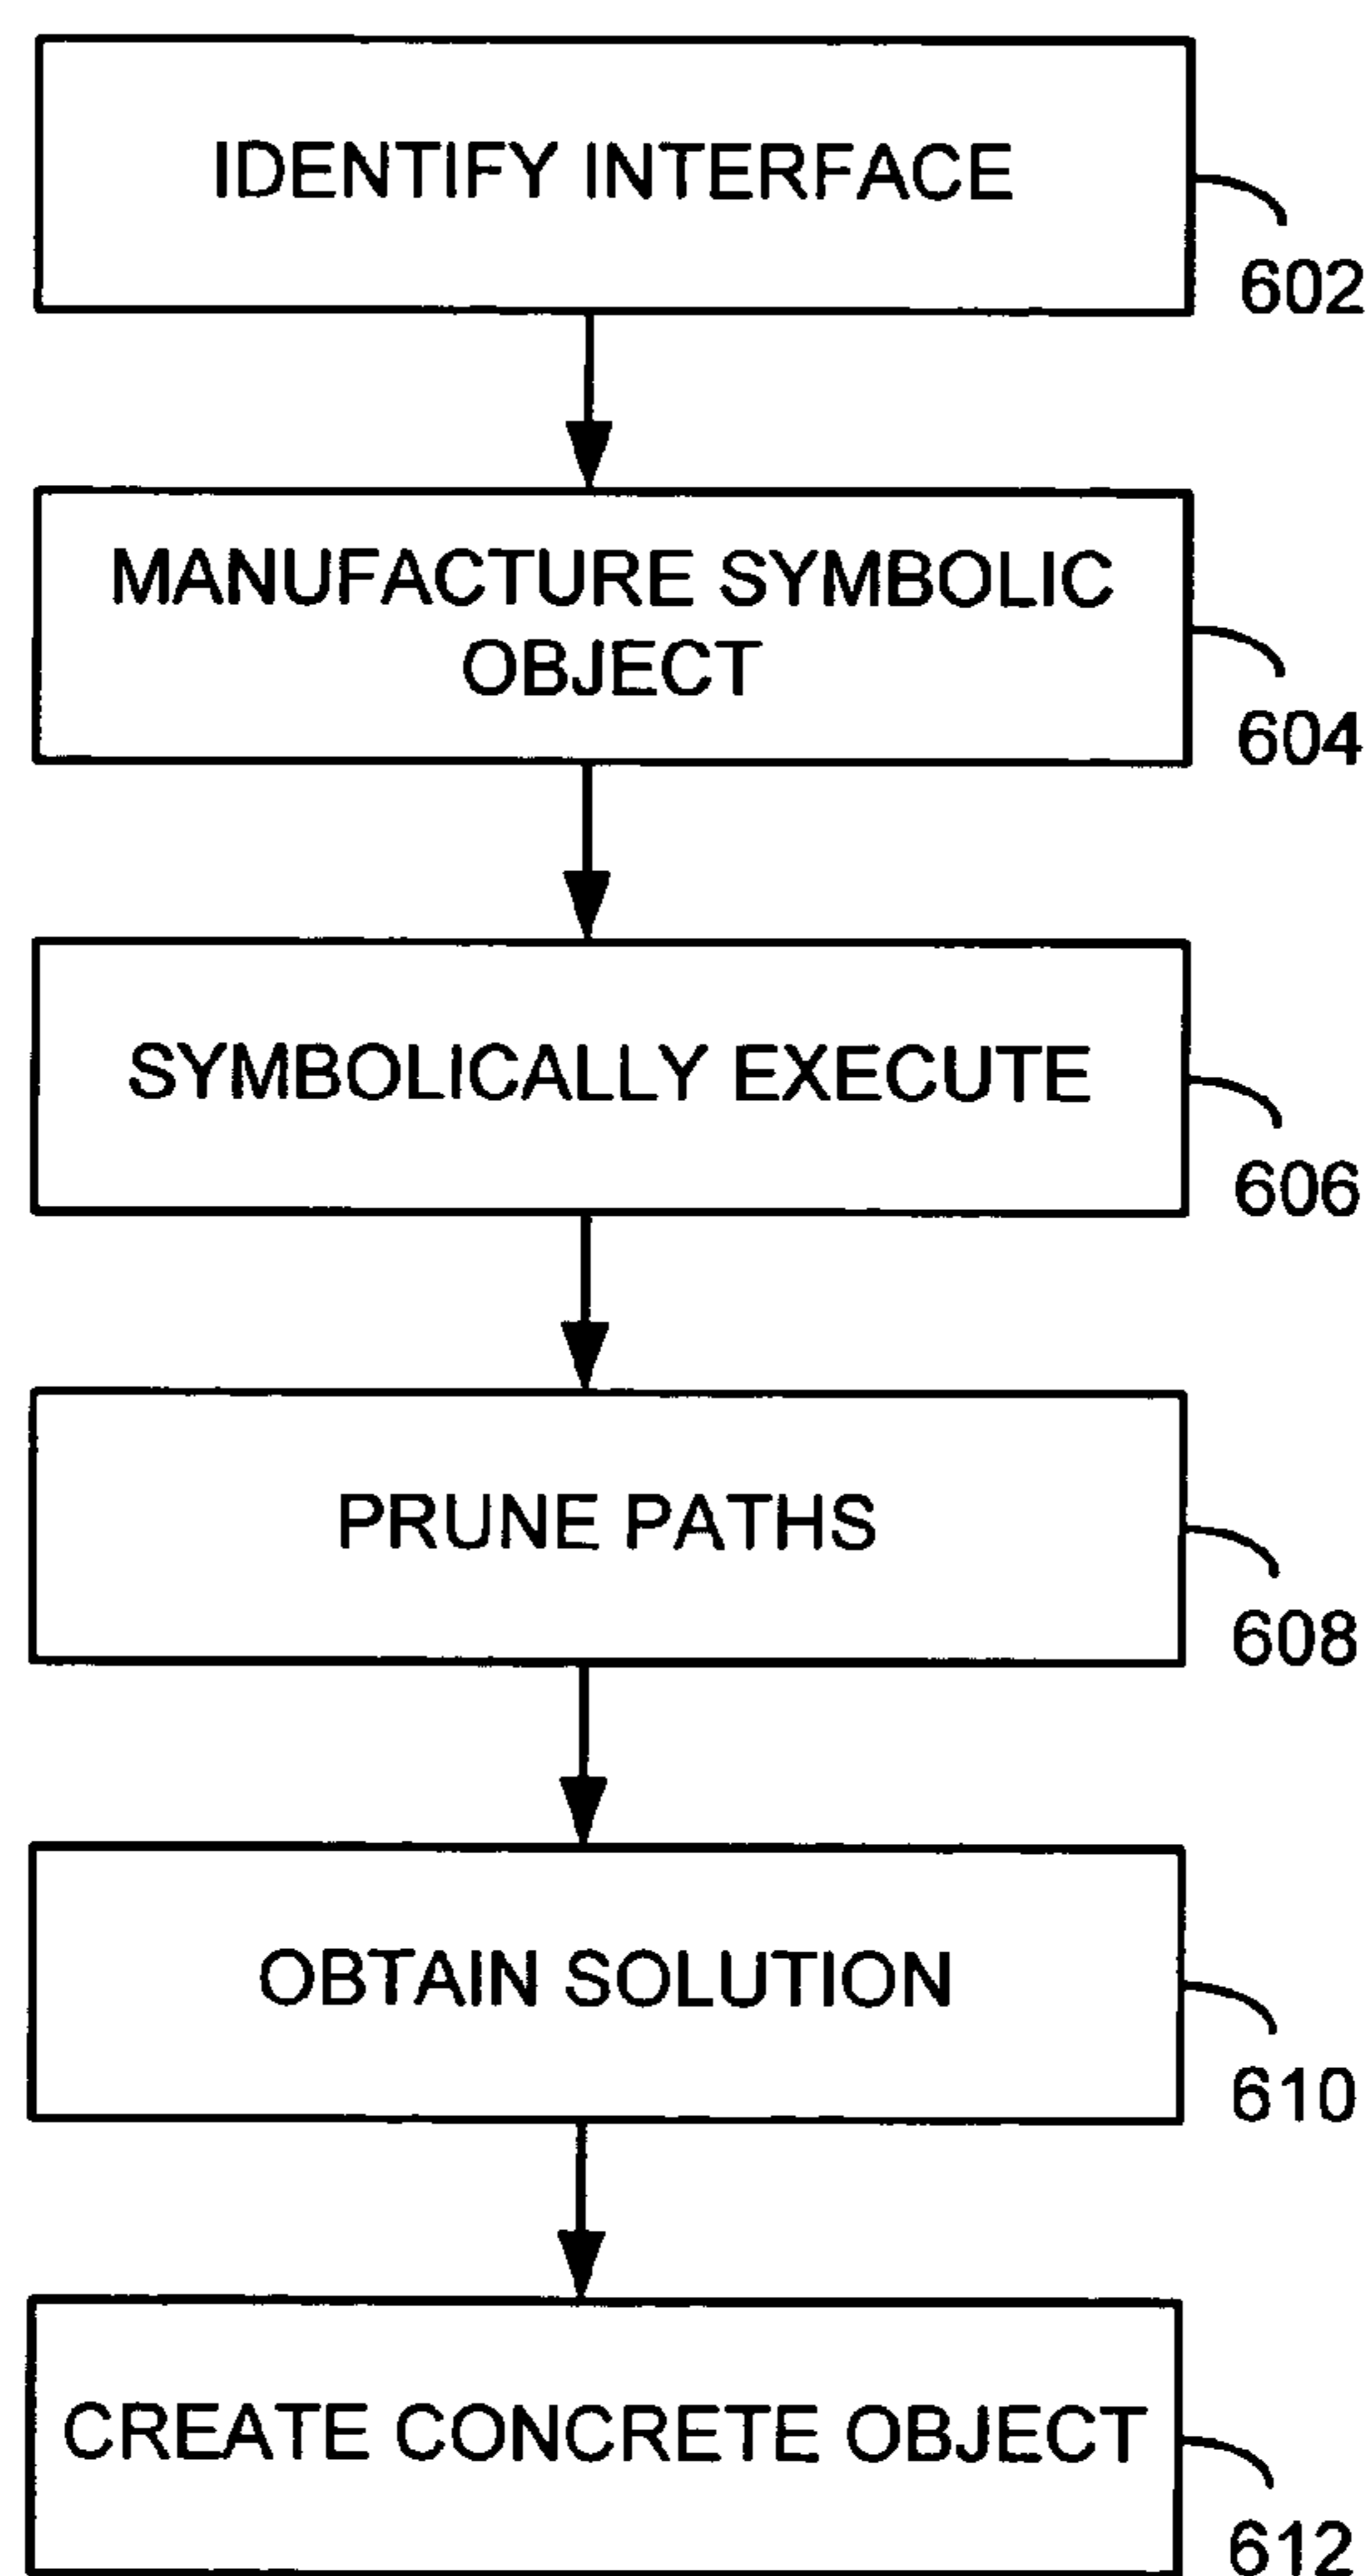 IDENTIFY INTERFACE
602
MANUFACTURE SYMBOLIC
OBJECT
604
SYMBOLICALLY EXECUTE
606
PRUNE PATHS
608
OBTAIN SOLUTION
610
CREATE CONCRETE OBJECT
612